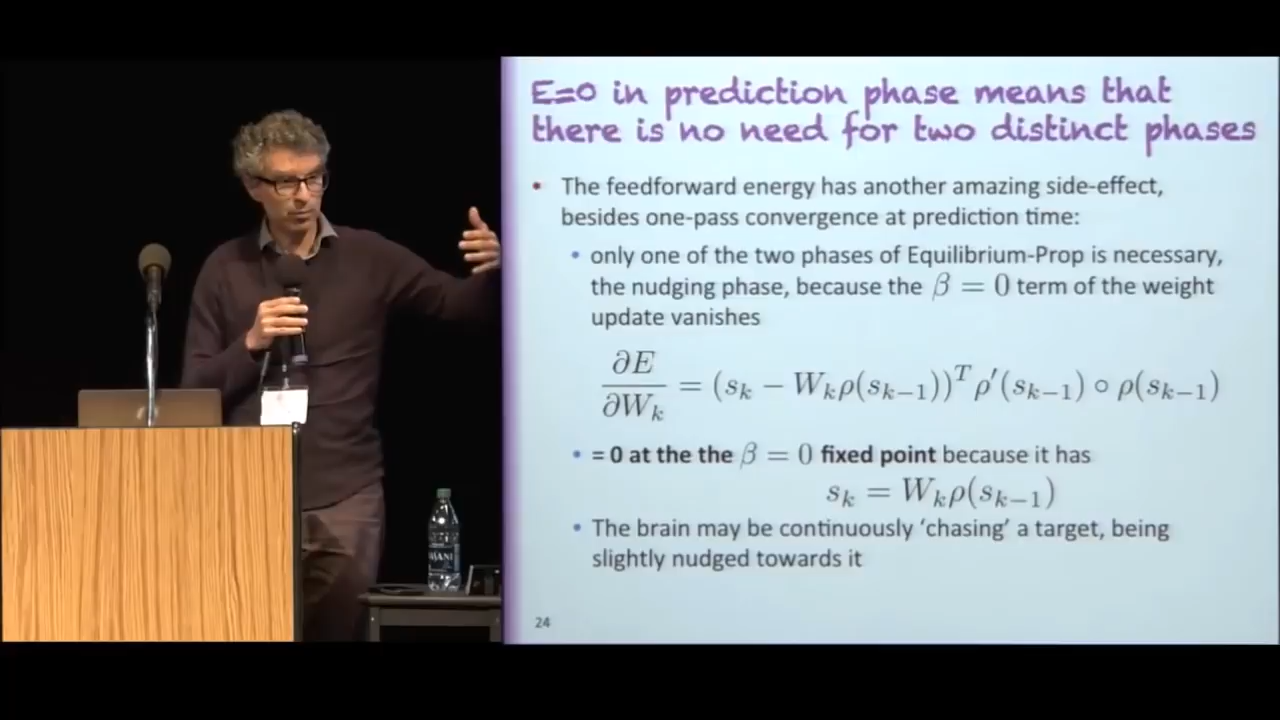 E=0 in prediction phase means that
there is no need for two distinct phases
• The feedforward energy has another amazing side-effect,
besides one-pass convergence at prediction time:
• only one of the two phases of Equilibrium-Prop is necessary,
the nudging phase, because the β = 0 term of the weight
update vanishes
∂E/∂W_k = (s_k − W_kρ(s_{k−1}))^T ρ′(s_{k−1}) ∘ ρ(s_{k−1})
• = 0 at the the β = 0 fixed point because it has
s_k = W_kρ(s_{k−1})
• The brain may be continuously ‘chasing’ a target, being
slightly nudged towards it
24